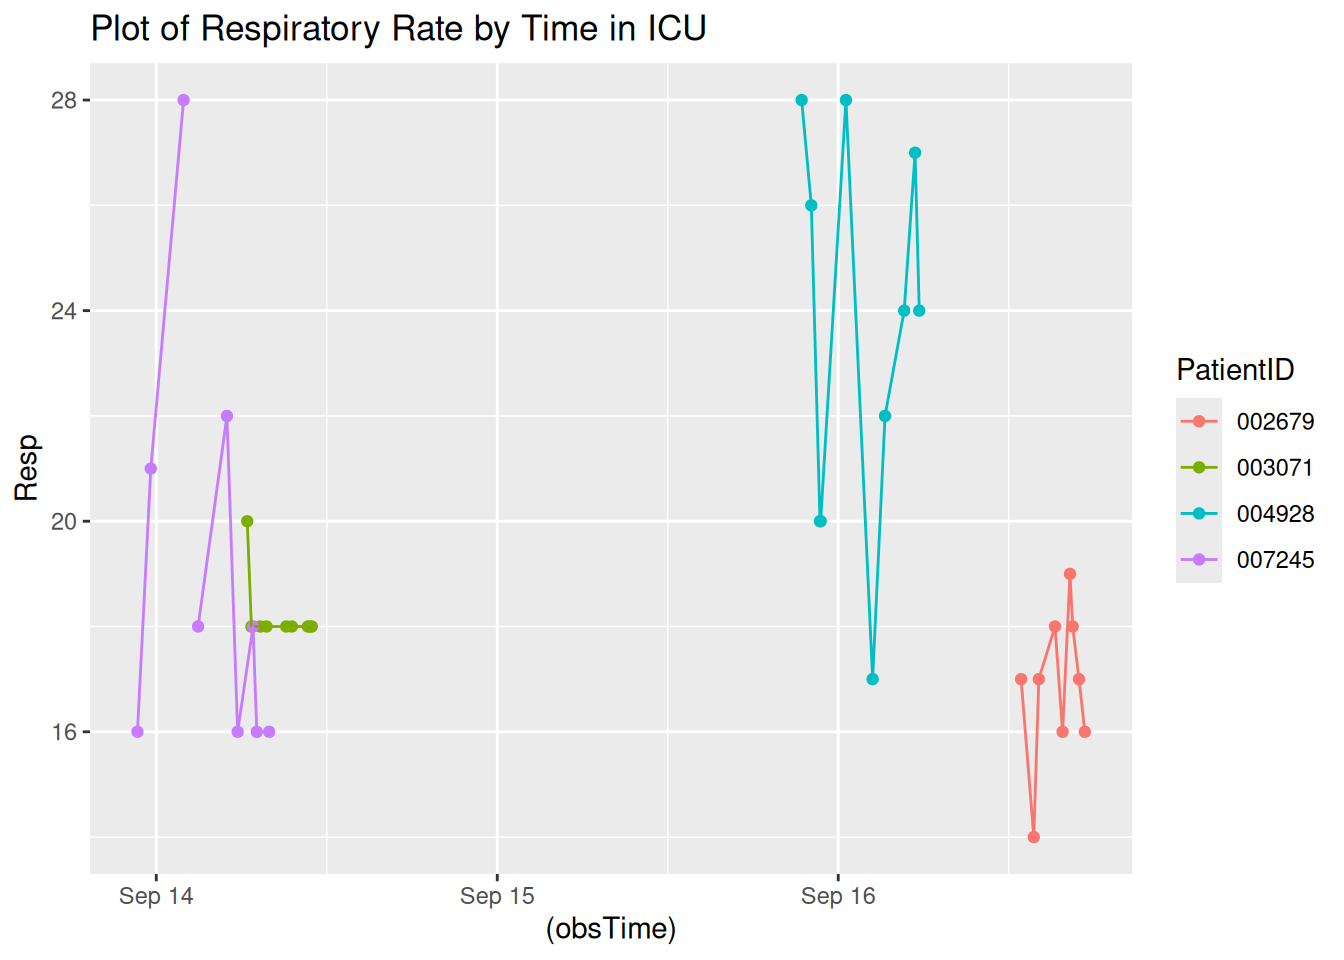 Plot of Respiratory Rate by Time in ICU
28
24
20
16
Resp
Sep 14
Sep 15
Sep 16
(obsTime)
PatientID
002679
003071
004928
007245